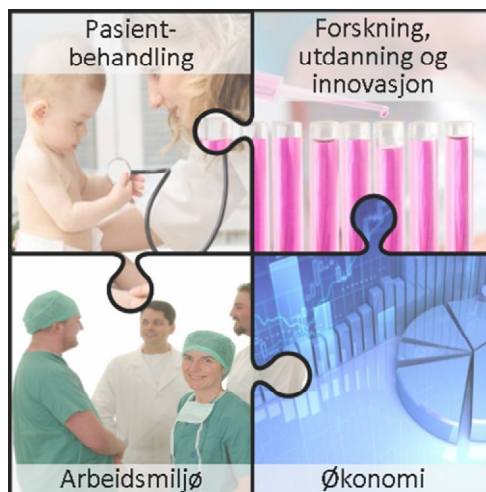 Pasient-
behandling
Forskning,
utdanning og
innovasjon
Arbeidsmiljø
Økonomi